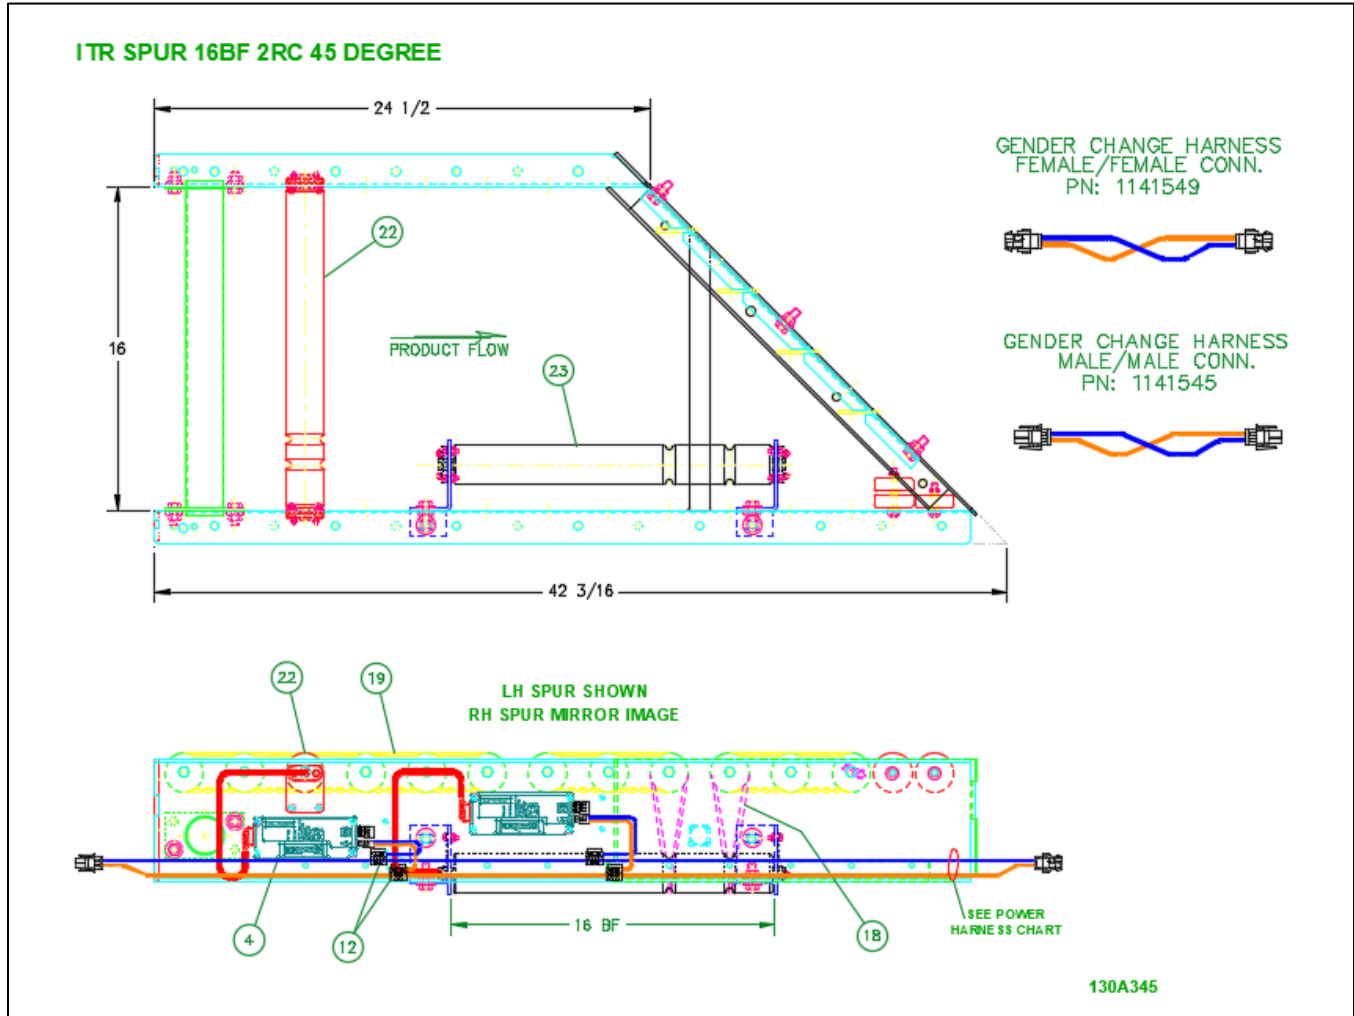 ITR SPUR 16BF 2RC 45 DEGREE
24 1/2
GENDER CHANGE HARNESS
FEMALE/FEMALE CONN.
PN: 1141549
22
16
PRODUCT FLOW
GENDER CHANGE HARNESS
MALE/MALE CONN.
PN: 1141545
23
42 3/16
22
19
LH SPUR SHOWN
RH SPUR MIRROR IMAGE
4
12
16 BF
18
SEE POWER
HARNESS CHART
130A345